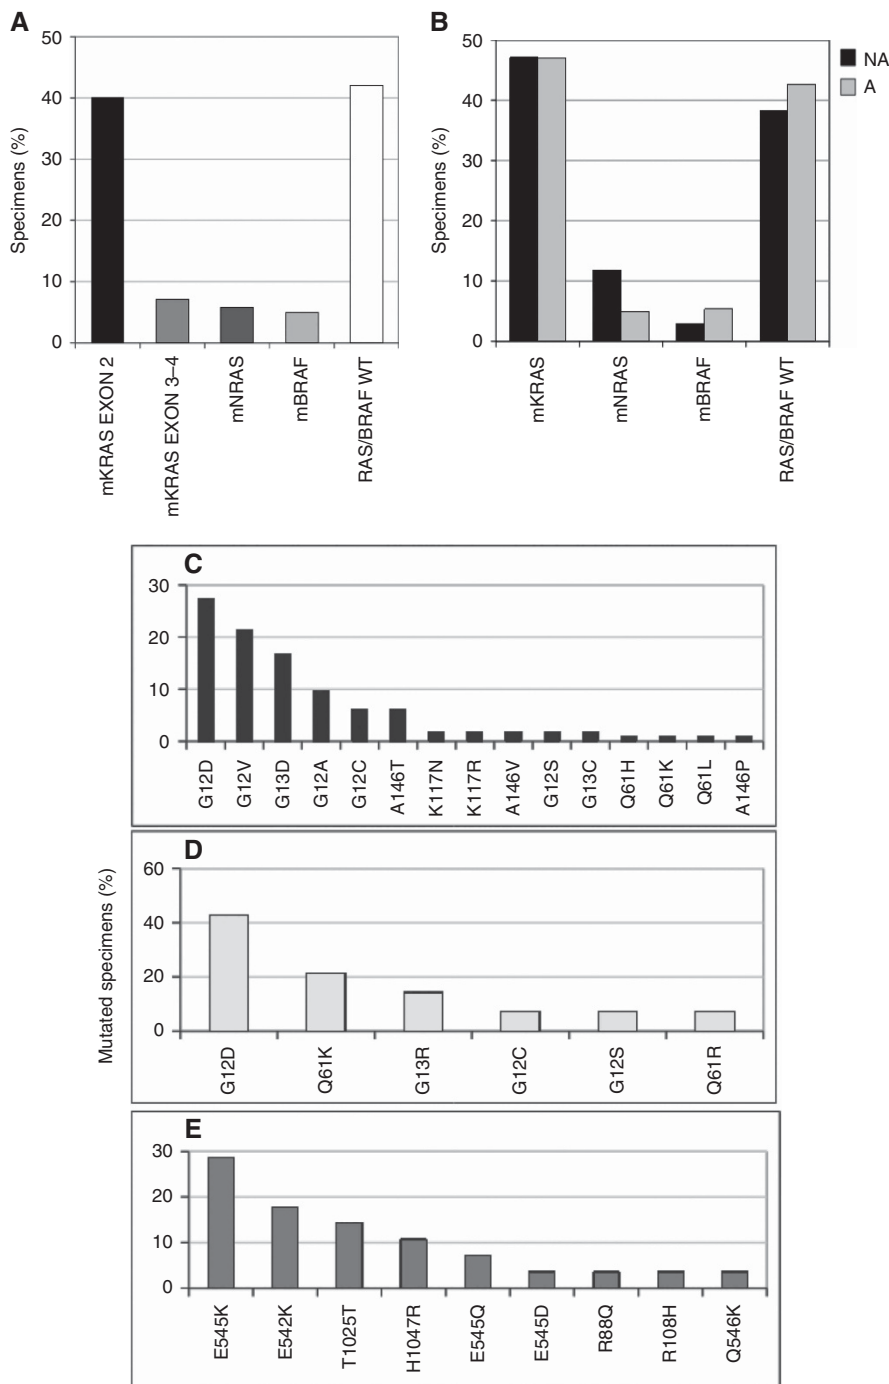 A
Specimens (%)
50
40
30
20
10
0
mKRAS EXON 2
mKRAS EXON 3–4
mNRAS
mBRAF
RAS/BRAF WT
B
Specimens (%)
50
40
30
20
10
0
mKRAS
mNRAS
mBRAF
RAS/BRAF WT
NA
A
Mutated specimens (%)
C
30
20
10
0
G12D
G12V
G13D
G12A
G12C
A146T
K117N
K117R
A146V
G12S
G13C
Q61H
Q61K
Q61L
A146P
D
60
40
20
0
G12D
Q61K
G13R
G12C
G12S
Q61R
E
30
20
10
0
E545K
E542K
T1025T
H1047R
E545Q
E545D
R88Q
R108H
Q546K